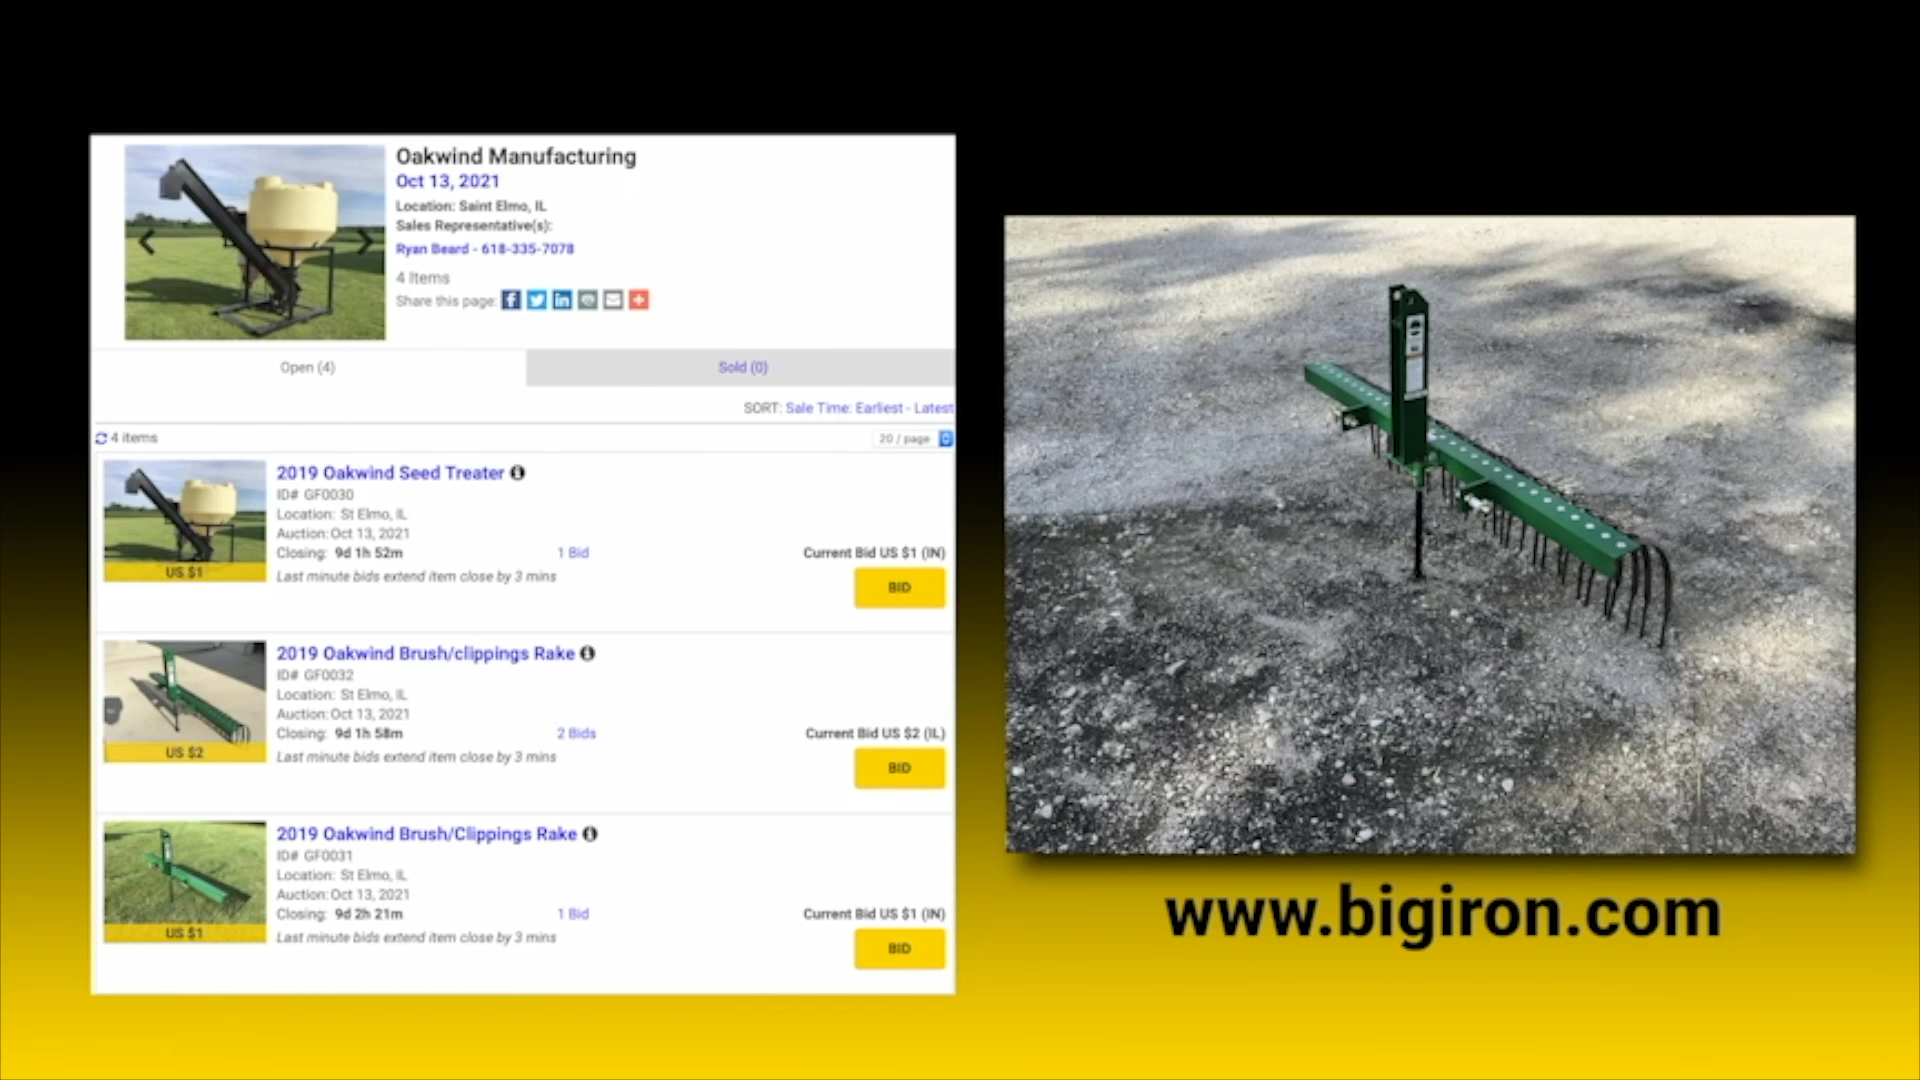 Oakwind Manufacturing
Oct 13, 2021
Location: Saint Elmo, IL
Sales Representative(s):
Ryan Beard - 618-335-7078
4 Items
Share this page:
Open (4)
Sold (0)
SORT: Sale Time: Earliest - Latest
4 items
20 / page
2019 Oakwind Seed Treater
ID# GF0030
Location: St Elmo, IL
Auction: Oct 13, 2021
Closing: 9d 1h 52m
1 Bid
Current Bid US $1 (IN)
Last minute bids extend item close by 3 mins
US $1
BID
2019 Oakwind Brush/clippings Rake
ID# GF0032
Location: St Elmo, IL
Auction: Oct 13, 2021
Closing: 9d 1h 58m
2 Bids
Current Bid US $2 (IL)
Last minute bids extend item close by 3 mins
US $2
BID
2019 Oakwind Brush/Clippings Rake
ID# GF0031
Location: St Elmo, IL
Auction: Oct 13, 2021
Closing: 9d 2h 21m
1 Bid
Current Bid US $1 (IN)
Last minute bids extend item close by 3 mins
US $1
BID
www.bigiron.com